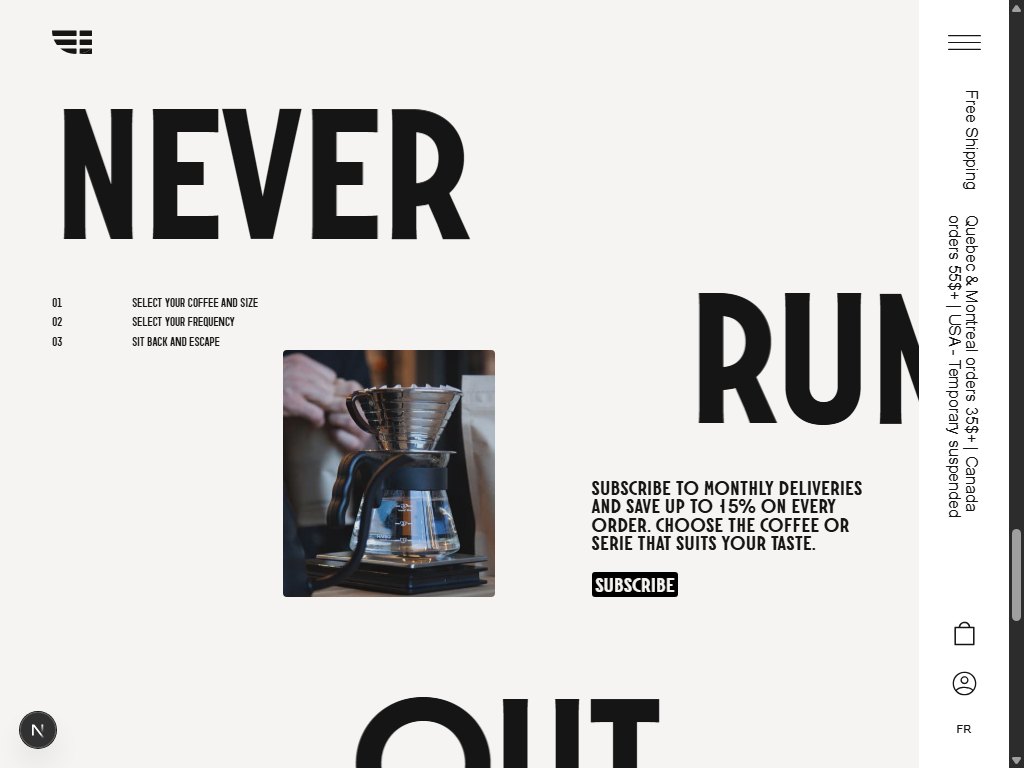 NEVER
01 SELECT YOUR COFFEE AND SIZE
02 SELECT YOUR FREQUENCY
03 SIT BACK AND ESCAPE
RUN
SUBSCRIBE TO MONTHLY DELIVERIES
AND SAVE UP TO 15% ON EVERY
ORDER. CHOOSE THE COFFEE OR
SERIE THAT SUITS YOUR TASTE.
SUBSCRIBE
OUT
Free Shipping
Quebec & Montreal orders 35$+ | Canada
orders 55$+ | USA - Temporary suspended
FR
N